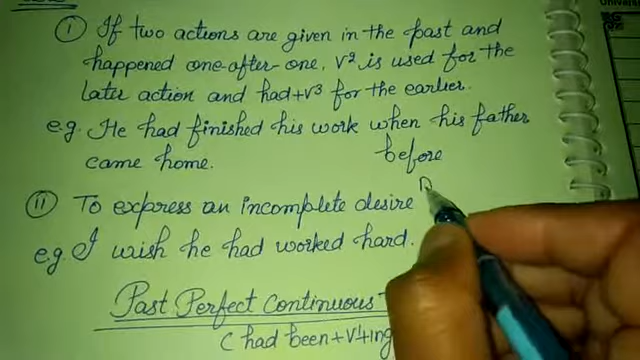 (i) If two actions are given in the past and
happened one-after-one, V² is used for the
later action and had+V³ for the earlier.
e.g. He had finished his work when his father
came home. before
(ii) To express an incomplete desire
e.g. I wish he had worked hard.
Past Perfect Continuous
(had been+V⁴+ing